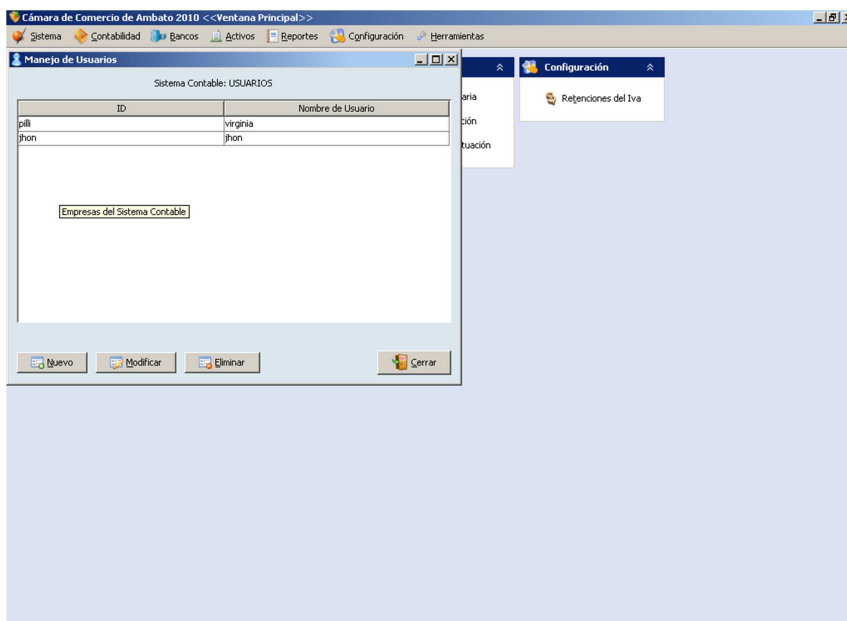 Cámara de Comercio de Ambato 2010 <<Ventana Principal>>
Sistema Contabilidad Bancos Activos Reportes Configuración Herramientas
Manejo de Usuarios
Sistema Contable: USUARIOS
ID Nombre de Usuario
pilli virginia
jhon jhon
Empresas del Sistema Contable
Nuevo Modificar Eliminar Cerrar
aria
ción
tuación
Configuración
Retenciones del Iva